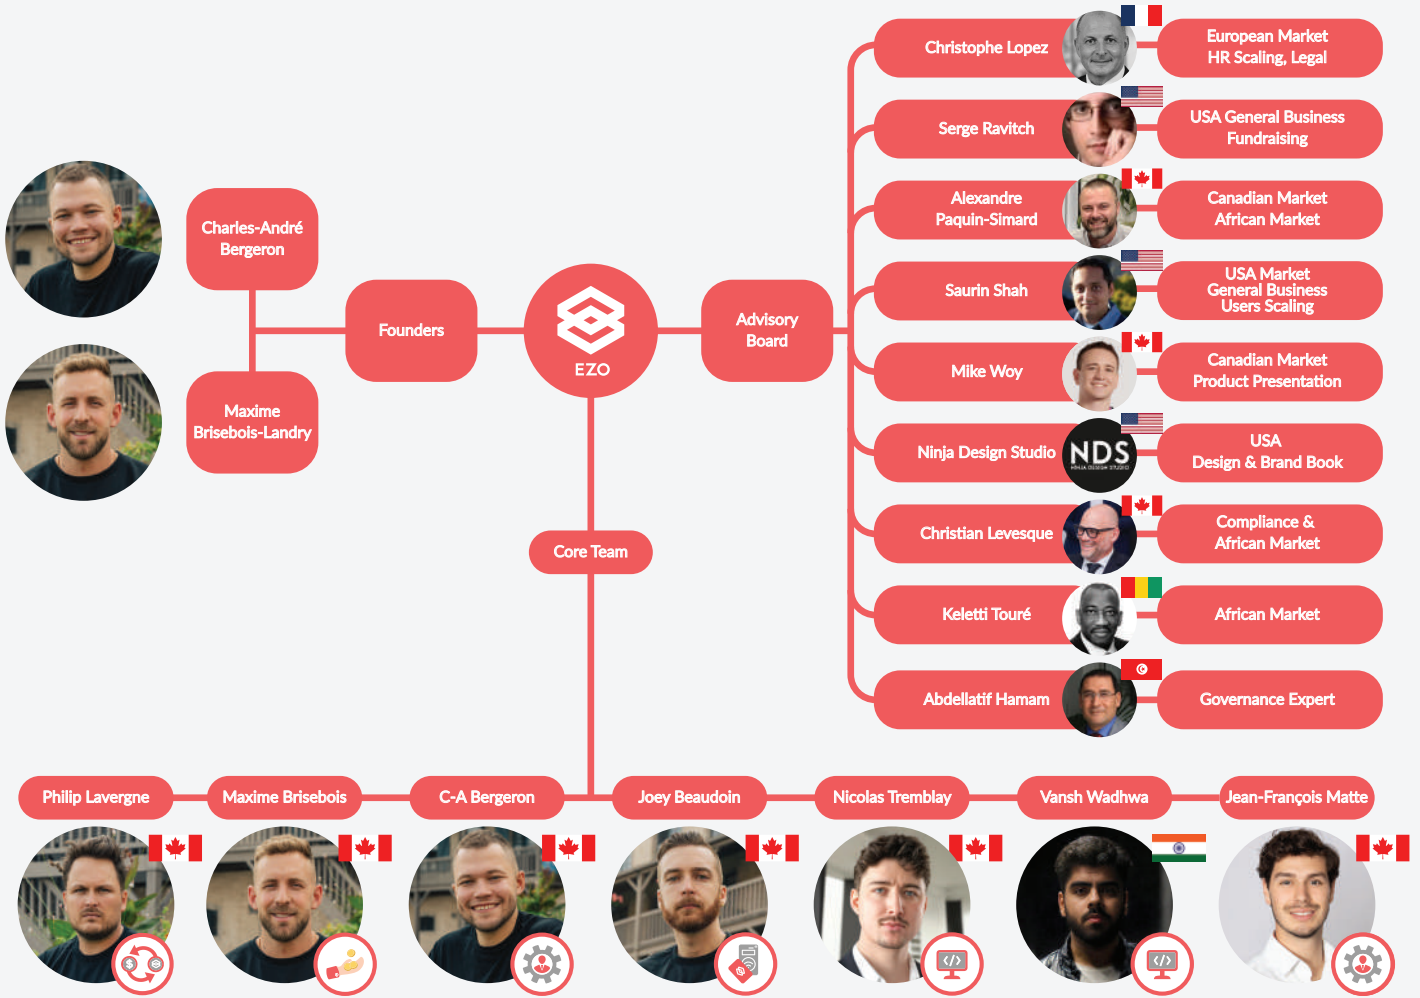 Christophe Lopez
European Market
HR Scaling, Legal
Serge Ravitch
USA General Business
Fundraising
Alexandre
Paquin-Simard
Canadian Market
African Market
Saurin Shah
USA Market
General Business
Users Scaling
Mike Woy
Canadian Market
Product Presentation
Ninja Design Studio
NDS
NINJA DESIGN STUDIO
USA
Design & Brand Book
Christian Levesque
Compliance &
African Market
Keletti Touré
African Market
Abdellatif Hamam
Governance Expert
Charles-André
Bergeron
Founders
EZO
Advisory
Board
Maxime
Brisebois-Landry
Core Team
Philip Lavergne
Maxime Brisebois
C-A Bergeron
Joey Beaudoin
Nicolas Tremblay
Vansh Wadhwa
Jean-François Matte
$
</>
</>